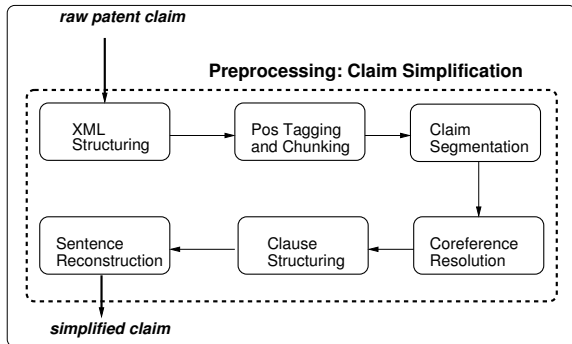 raw patent claim
Preprocessing: Claim Simplification
XML
Structuring
Pos Tagging
and Chunking
Claim
Segmentation
Sentence
Reconstruction
Clause
Structuring
Coreference
Resolution
simplified claim